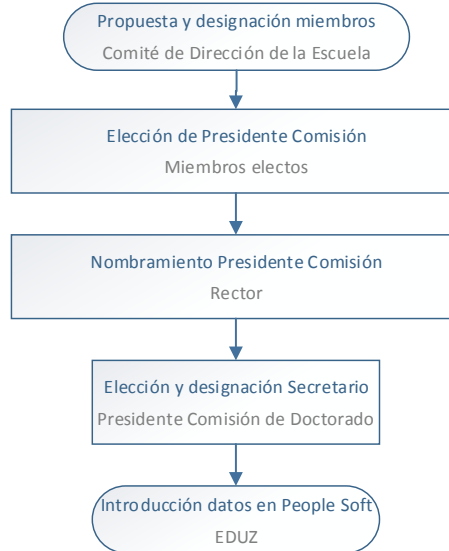 Propuesta y designación miembros
Comité de Dirección de la Escuela
Elección de Presidente Comisión
Miembros electos
Nombramiento Presidente Comisión
Rector
Elección y designación Secretario
Presidente Comisión de Doctorado
Introducción datos en People Soft
EDUZ